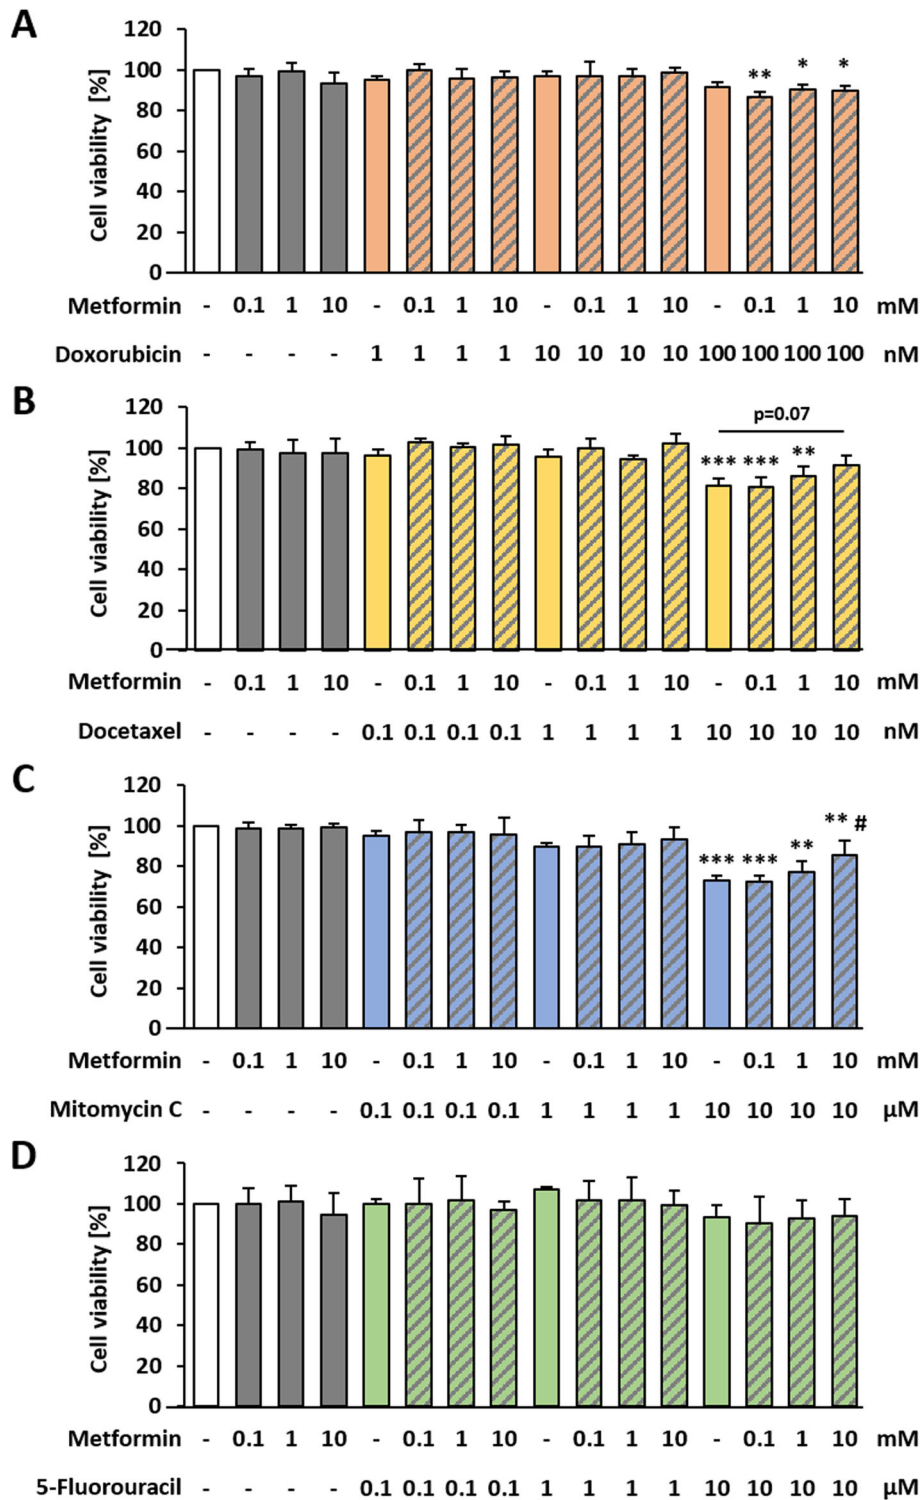 A
120
100
80
60
40
20
0
Cell viability [%]
** * *
Metformin - 0.1 1 10 - 0.1 1 10 - 0.1 1 10 - 0.1 1 10 mM
Doxorubicin - - - - 1 1 1 1 10 10 10 10 100 100 100 100 nM
B
120
100
80
60
40
20
0
Cell viability [%]
p=0.07
*** *** **
Metformin - 0.1 1 10 - 0.1 1 10 - 0.1 1 10 - 0.1 1 10 mM
Docetaxel - - - - 0.1 0.1 0.1 0.1 1 1 1 1 10 10 10 10 nM
C
120
100
80
60
40
20
0
Cell viability [%]
*** *** ** ** #
Metformin - 0.1 1 10 - 0.1 1 10 - 0.1 1 10 - 0.1 1 10 mM
Mitomycin C - - - - 0.1 0.1 0.1 0.1 1 1 1 1 10 10 10 10 µM
D
120
100
80
60
40
20
0
Cell viability [%]
Metformin - 0.1 1 10 - 0.1 1 10 - 0.1 1 10 - 0.1 1 10 mM
5-Fluorouracil - - - - 0.1 0.1 0.1 0.1 1 1 1 1 10 10 10 10 µM